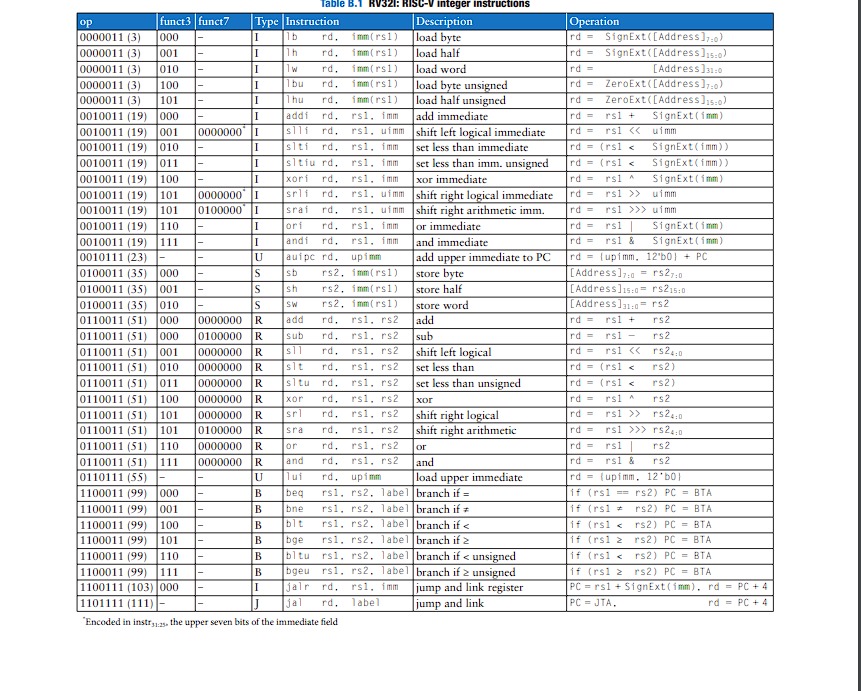 Table B.1 RV32I: RISC-V integer instructions
op funct3 funct7 Type Instruction Description Operation
0000011 (3) 000 – I lb rd, imm(rs1) load byte rd = SignExt([Address]7:0)
0000011 (3) 001 – I lh rd, imm(rs1) load half rd = SignExt([Address]15:0)
0000011 (3) 010 – I lw rd, imm(rs1) load word rd = [Address]31:0
0000011 (3) 100 – I lbu rd, imm(rs1) load byte unsigned rd = ZeroExt([Address]7:0)
0000011 (3) 101 – I lhu rd, imm(rs1) load half unsigned rd = ZeroExt([Address]15:0)
0010011 (19) 000 – I addi rd, rs1, imm add immediate rd = rs1 + SignExt(imm)
0010011 (19) 001 0000000* I slli rd, rs1, uimm shift left logical immediate rd = rs1 << uimm
0010011 (19) 010 – I slti rd, rs1, imm set less than immediate rd = (rs1 < SignExt(imm))
0010011 (19) 011 – I sltiu rd, rs1, imm set less than imm. unsigned rd = (rs1 < SignExt(imm))
0010011 (19) 100 – I xori rd, rs1, imm xor immediate rd = rs1 ^ SignExt(imm)
0010011 (19) 101 0000000* I srli rd, rs1, uimm shift right logical immediate rd = rs1 >> uimm
0010011 (19) 101 0100000* I srai rd, rs1, uimm shift right arithmetic imm. rd = rs1 >>> uimm
0010011 (19) 110 – I ori rd, rs1, imm or immediate rd = rs1 | SignExt(imm)
0010011 (19) 111 – I andi rd, rs1, imm and immediate rd = rs1 & SignExt(imm)
0010111 (23) – – U auipc rd, upimm add upper immediate to PC rd = {upimm, 12'b0} + PC
0100011 (35) 000 – S sb rs2, imm(rs1) store byte [Address]7:0 = rs27:0
0100011 (35) 001 – S sh rs2, imm(rs1) store half [Address]15:0 = rs215:0
0100011 (35) 010 – S sw rs2, imm(rs1) store word [Address]31:0 = rs2
0110011 (51) 000 0000000 R add rd, rs1, rs2 add rd = rs1 + rs2
0110011 (51) 000 0100000 R sub rd, rs1, rs2 sub rd = rs1 – rs2
0110011 (51) 001 0000000 R sll rd, rs1, rs2 shift left logical rd = rs1 << rs24:0
0110011 (51) 010 0000000 R slt rd, rs1, rs2 set less than rd = (rs1 < rs2)
0110011 (51) 011 0000000 R sltu rd, rs1, rs2 set less than unsigned rd = (rs1 < rs2)
0110011 (51) 100 0000000 R xor rd, rs1, rs2 xor rd = rs1 ^ rs2
0110011 (51) 101 0000000 R srl rd, rs1, rs2 shift right logical rd = rs1 >> rs24:0
0110011 (51) 101 0100000 R sra rd, rs1, rs2 shift right arithmetic rd = rs1 >>> rs24:0
0110011 (51) 110 0000000 R or rd, rs1, rs2 or rd = rs1 | rs2
0110011 (51) 111 0000000 R and rd, rs1, rs2 and rd = rs1 & rs2
0110111 (55) – – U lui rd, upimm load upper immediate rd = {upimm, 12'b0}
1100011 (99) 000 – B beq rs1, rs2, label branch if = if (rs1 == rs2) PC = BTA
1100011 (99) 001 – B bne rs1, rs2, label branch if ≠ if (rs1 ≠ rs2) PC = BTA
1100011 (99) 100 – B blt rs1, rs2, label branch if < if (rs1 < rs2) PC = BTA
1100011 (99) 101 – B bge rs1, rs2, label branch if ≥ if (rs1 ≥ rs2) PC = BTA
1100011 (99) 110 – B bltu rs1, rs2, label branch if < unsigned if (rs1 < rs2) PC = BTA
1100011 (99) 111 – B bgeu rs1, rs2, label branch if ≥ unsigned if (rs1 ≥ rs2) PC = BTA
1100111 (103) 000 – I jalr rd, rs1, imm jump and link register PC = rs1 + SignExt(imm), rd = PC + 4
1101111 (111) – – J jal rd, label jump and link PC = JTA, rd = PC + 4
*Encoded in instr31:25, the upper seven bits of the immediate field